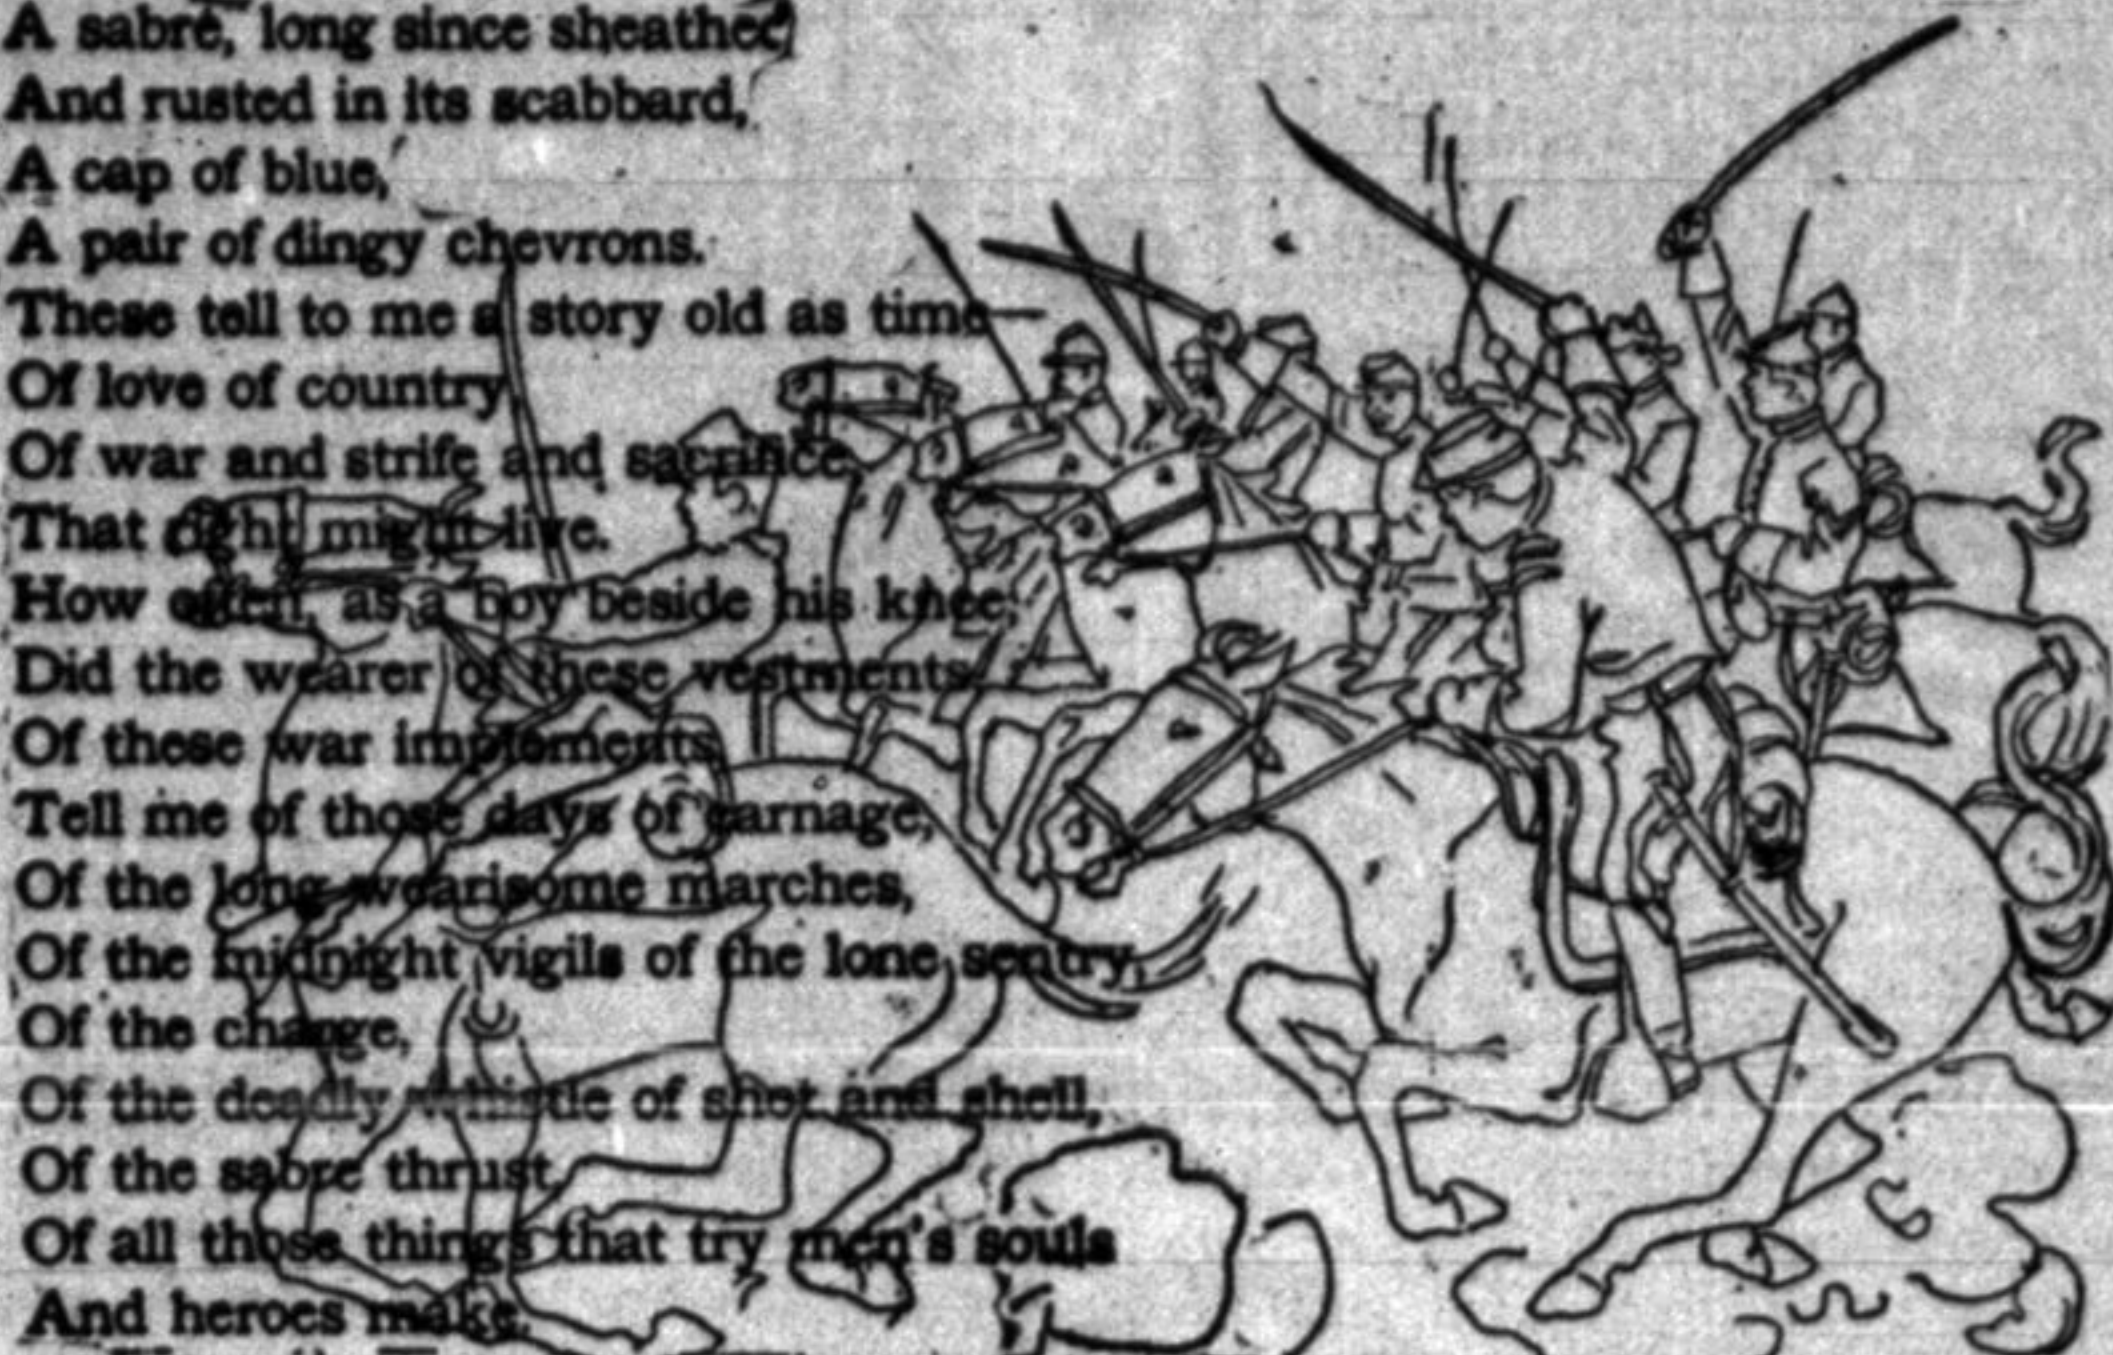 A sabre, long since sheathed
And rusted in its scabbard,
A cap of blue,
A pair of dingy chevrons.
These tell to me a story old as time—
Of love of country
Of war and strife and sacrifice
That right might live.
How often, as a boy beside his knee,
Did the wearer of these vestments
Of these war implements
Tell me of those days of carnage,
Of the long wearisome marches,
Of the midnight vigils of the lone sentry,
Of the charge,
Of the deadly whistle of shot and shell,
Of the sabre thrust,
Of all those things that try men's souls
And heroes make.